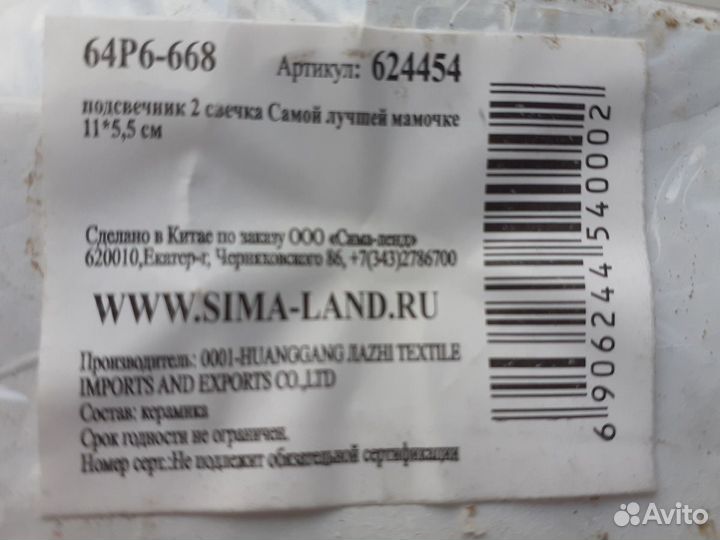 64Р6-668 Артикул: 624454
подсвечник 2 свечка Самой лучшей мамочке
11*5,5 см
Сделано в Китае по заказу ООО «Сима-ленд»
620010,Екатер-г, Черняховского 86, +7(343)2786700
WWW.SIMA-LAND.RU
Производитель: 0001-HUANGGANG JIAZHI TEXTILE
IMPORTS AND EXPORTS CO.,LTD
Состав: керамика
Срок годности не ограничен.
Номер серт.:Не подлежит обязательной сертификации
6906244540002
Avito